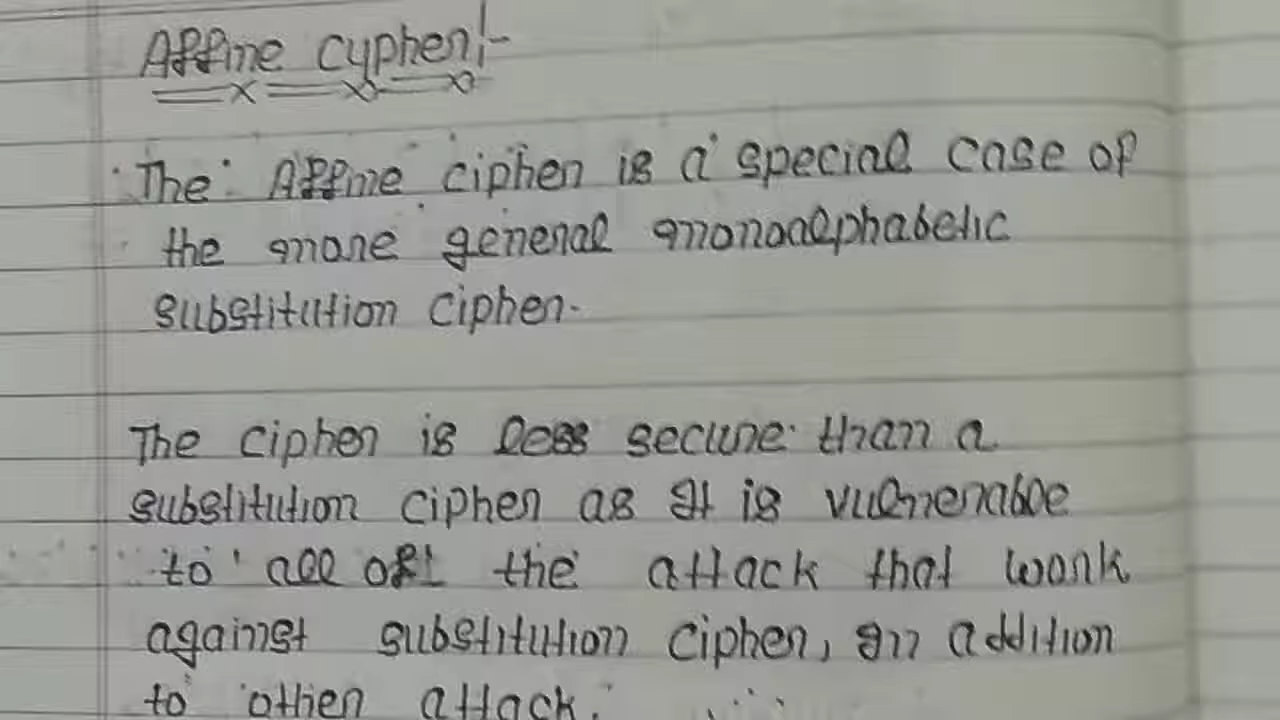 Affine Cypher:-
The Affine cipher is a special case of
the more general monoalphabetic
substitution cipher.
The cipher is less secure than a
substitution cipher as It is vulnerable
to all of the attack that work
against substitution cipher, In addition
to other attack.